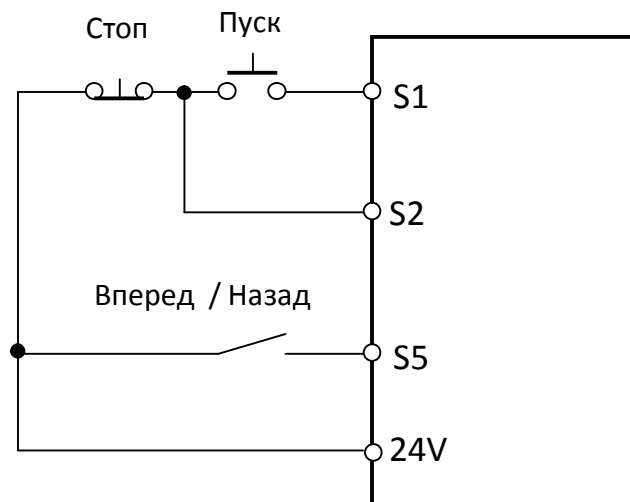 Стоп
Пуск
S1
S2
Вперед / Назад
S5
24V